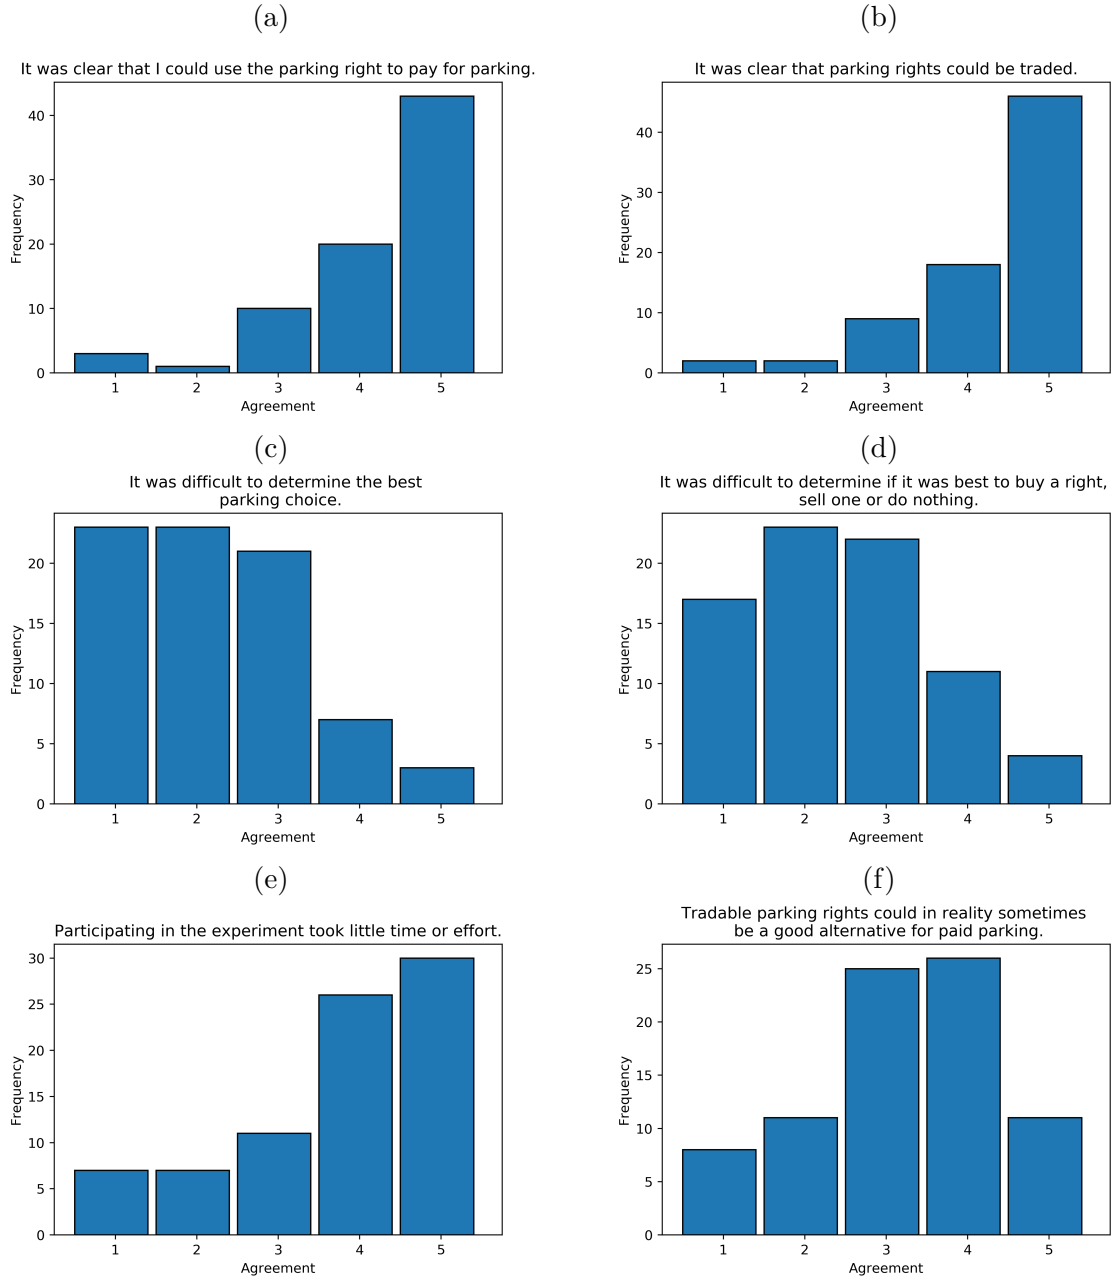 (a)
It was clear that I could use the parking right to pay for parking.
40
30
20
10
0
Frequency
1 2 3 4 5
Agreement
(b)
It was clear that parking rights could be traded.
40
30
20
10
0
Frequency
1 2 3 4 5
Agreement
(c)
It was difficult to determine the best
parking choice.
20
15
10
5
0
Frequency
1 2 3 4 5
Agreement
(d)
It was difficult to determine if it was best to buy a right,
sell one or do nothing.
20
15
10
5
0
Frequency
1 2 3 4 5
Agreement
(e)
Participating in the experiment took little time or effort.
30
25
20
15
10
5
0
Frequency
1 2 3 4 5
Agreement
(f)
Tradable parking rights could in reality sometimes
be a good alternative for paid parking.
25
20
15
10
5
0
Frequency
1 2 3 4 5
Agreement